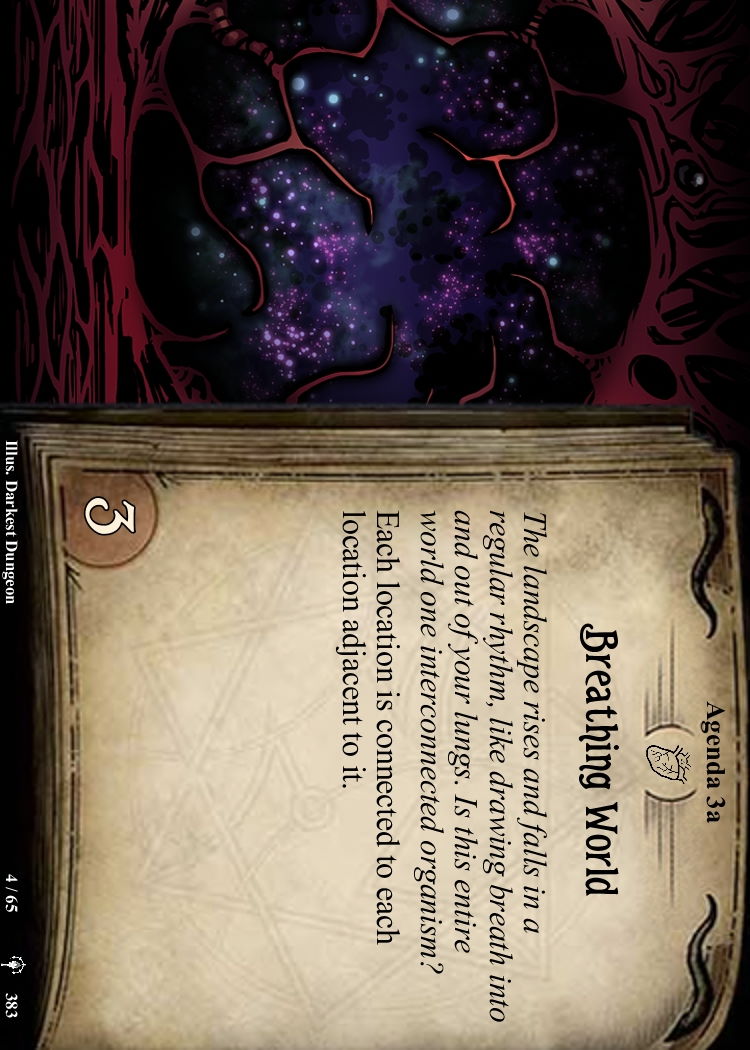 Agenda 3a
Breathing World
The landscape rises and falls in a
regular rhythm, like drawing breath into
and out of your lungs. Is this entire
world one interconnected organism?
Each location is connected to each
location adjacent to it.
3
Illus. Darkest Dungeon
4 / 65
383